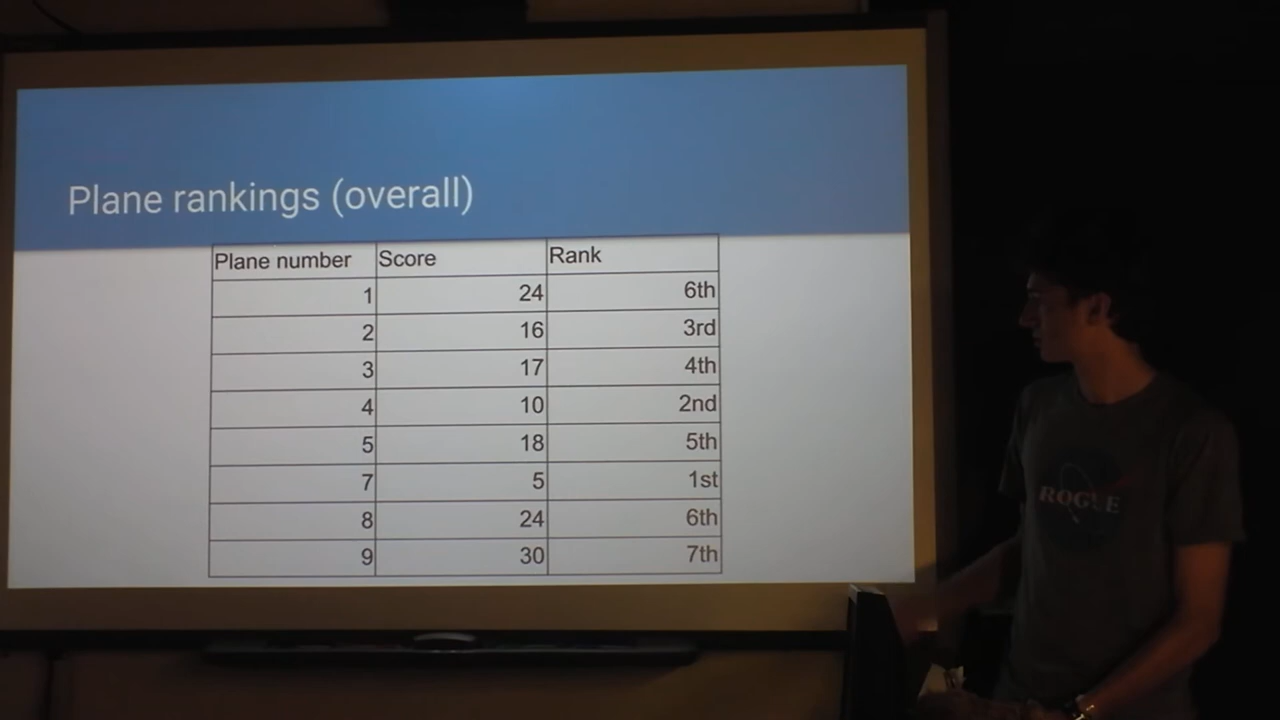 Plane rankings (overall)
Plane number Score Rank
1 24 6th
2 16 3rd
3 17 4th
4 10 2nd
5 18 5th
7 5 1st
8 24 6th
9 30 7th
ROGUE